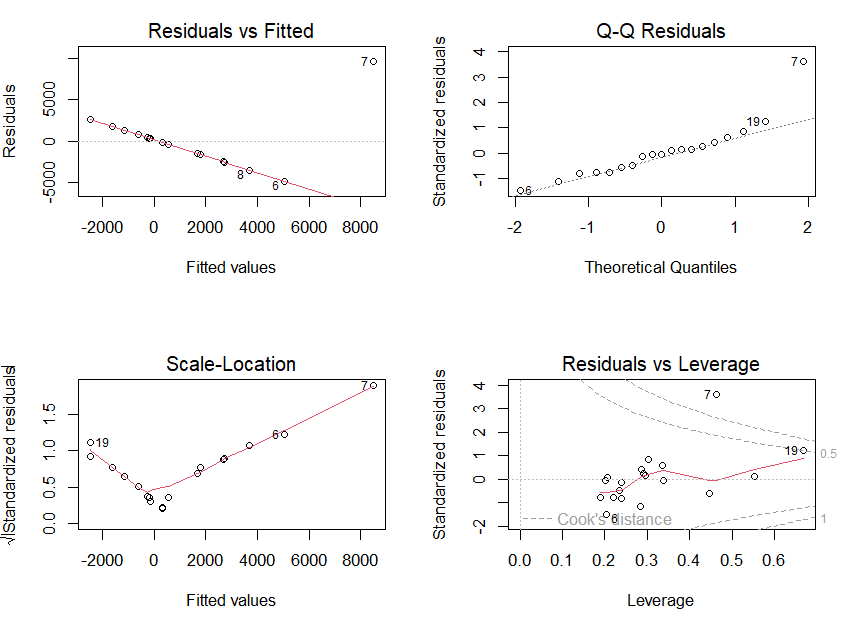 Residuals vs Fitted
Residuals
-5000 0 5000
7
8
6
-2000 0 2000 4000 6000 8000
Fitted values
Q-Q Residuals
Standardized residuals
-1 0 1 2 3 4
7
19
6
-2 -1 0 1 2
Theoretical Quantiles
Scale-Location
√|Standardized residuals|
0.0 0.5 1.0 1.5
7
19
6
-2000 0 2000 4000 6000 8000
Fitted values
Residuals vs Leverage
Standardized residuals
-2 0 1 2 3 4
7
19
0.5
6
Cook's distance
1
0.0 0.1 0.2 0.3 0.4 0.5 0.6
Leverage